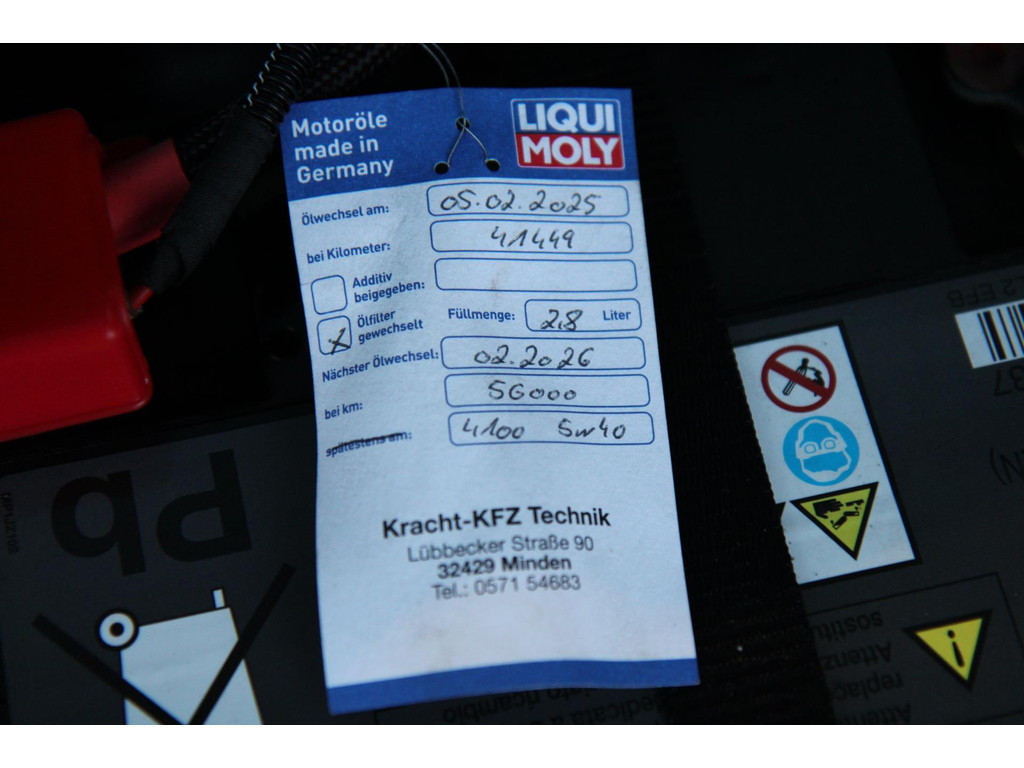 Motoröle
made in
Germany
LIQUI
MOLY
Ölwechsel am: 05.02.2025
bei Kilometer: 41449
Additiv
beigegeben:
Ölfilter
gewechselt
Füllmenge: 2,8 Liter
Nächster Ölwechsel: 02.2026
bei km: 56000
spätestens am: 4100 5w40
Kracht-KFZ Technik
Lübbecker Straße 90
32429 Minden
Tel.: 0571 54683
Pb
2 EFB